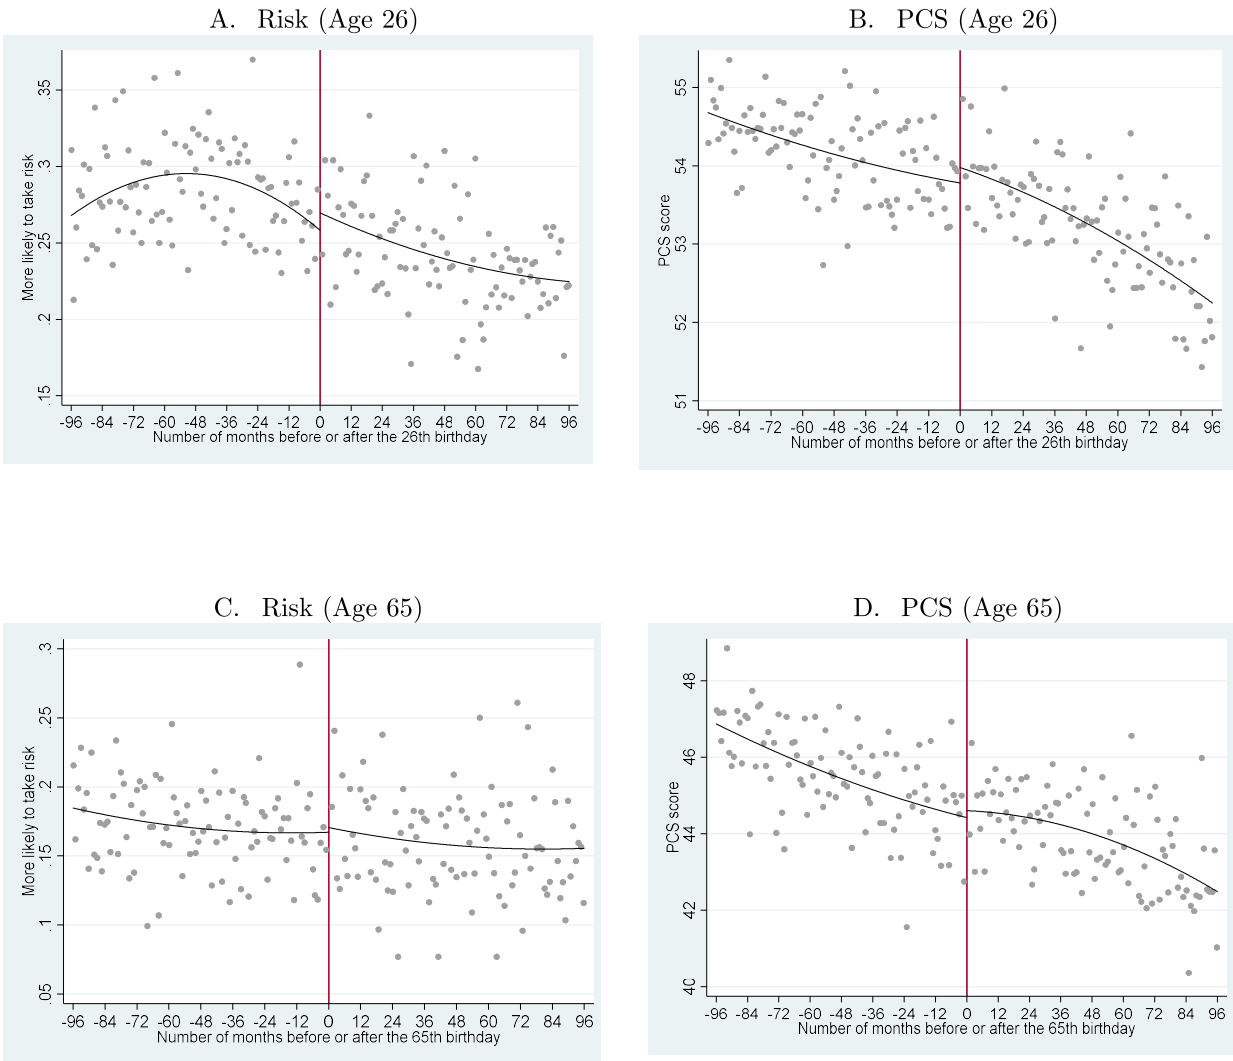 A. Risk (Age 26)
B. PCS (Age 26)
More likely to take risk
.35
.3
.25
.2
.15
-96 -84 -72 -60 -48 -36 -24 -12 0 12 24 36 48 60 72 84 96
Number of months before or after the 26th birthday
PCS score
55
54
53
52
51
-96 -84 -72 -60 -48 -36 -24 -12 0 12 24 36 48 60 72 84 96
Number of months before or after the 26th birthday
C. Risk (Age 65)
D. PCS (Age 65)
More likely to take risk
.3
.25
.2
.15
.1
.05
-96 -84 -72 -60 -48 -36 -24 -12 0 12 24 36 48 60 72 84 96
Number of months before or after the 65th birthday
PCS score
48
46
44
42
40
-96 -84 -72 -60 -48 -36 -24 -12 0 12 24 36 48 60 72 84 96
Number of months before or after the 65th birthday